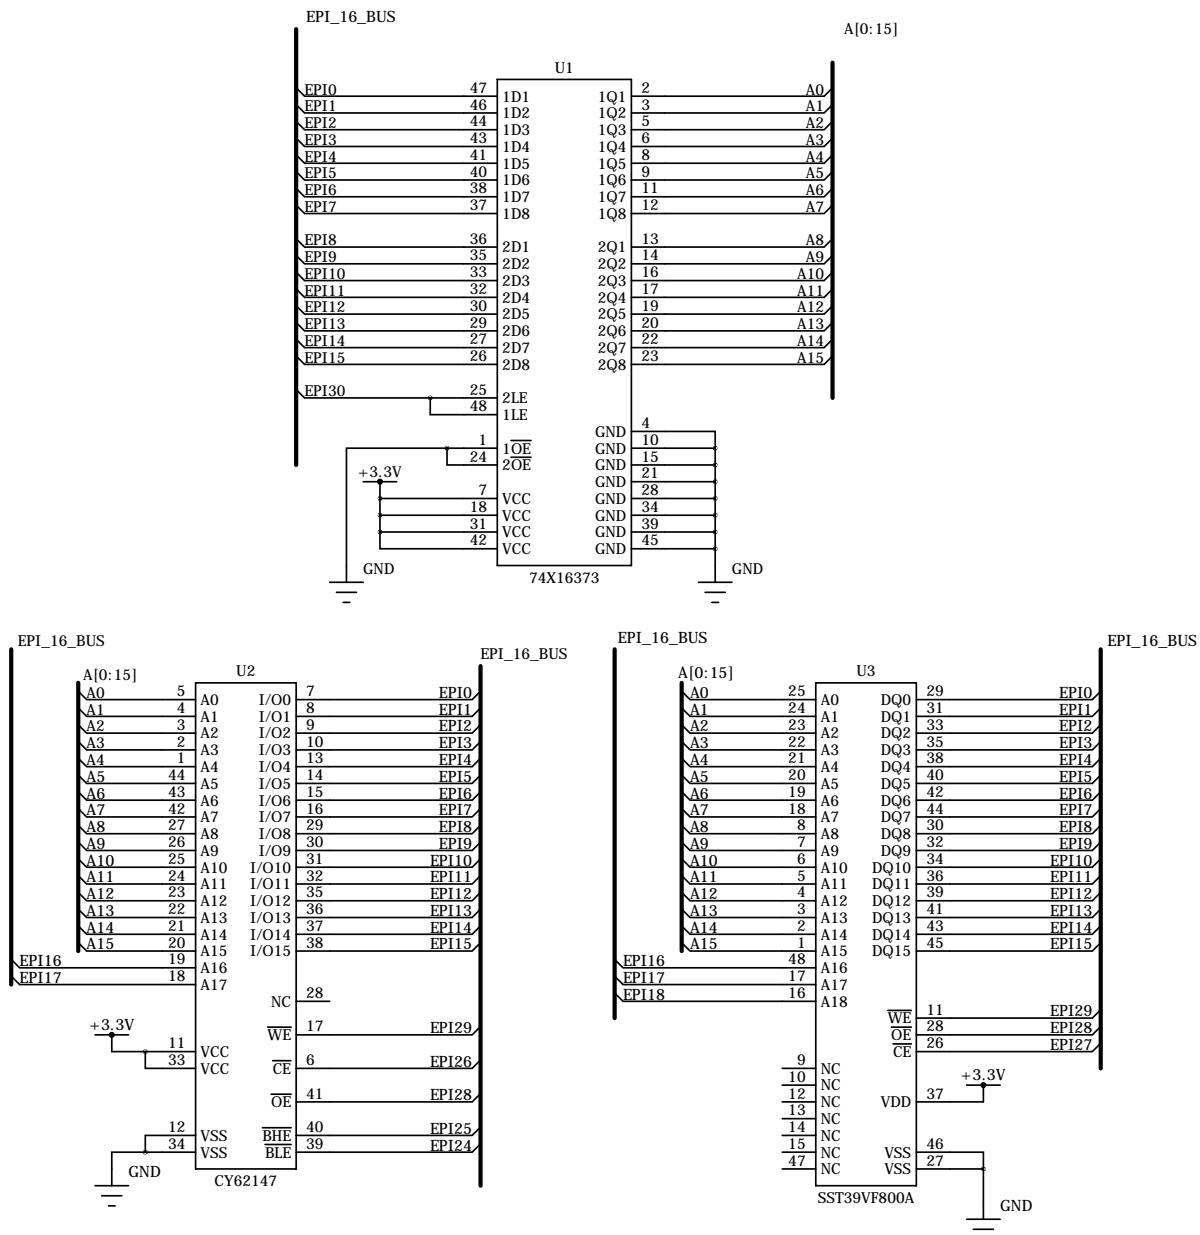 EPI_16_BUS
A[0:15]
U1
EPI0 47 1D1 1Q1 2 A0
EPI1 46 1D2 1Q2 3 A1
EPI2 44 1D3 1Q3 5 A2
EPI3 43 1D4 1Q4 6 A3
EPI4 41 1D5 1Q5 8 A4
EPI5 40 1D6 1Q6 9 A5
EPI6 38 1D7 1Q7 11 A6
EPI7 37 1D8 1Q8 12 A7
EPI8 36 2D1 2Q1 13 A8
EPI9 35 2D2 2Q2 14 A9
EPI10 33 2D3 2Q3 16 A10
EPI11 32 2D4 2Q4 17 A11
EPI12 30 2D5 2Q5 19 A12
EPI13 29 2D6 2Q6 20 A13
EPI14 27 2D7 2Q7 22 A14
EPI15 26 2D8 2Q8 23 A15
EPI30 25 2LE
48 1LE
GND 4
1 1OE GND 10
24 2OE GND 15
+3.3V GND 21
7 VCC GND 28
18 VCC GND 34
31 VCC GND 39
42 VCC GND 45
GND GND
74X16373
EPI_16_BUS
A[0:15]
U2
EPI_16_BUS
A0 5 A0 I/O0 7 EPI0
A1 4 A1 I/O1 8 EPI1
A2 3 A2 I/O2 9 EPI2
A3 2 A3 I/O3 10 EPI3
A4 1 A4 I/O4 13 EPI4
A5 44 A5 I/O5 14 EPI5
A6 43 A6 I/O6 15 EPI6
A7 42 A7 I/O7 16 EPI7
A8 27 A8 I/O8 29 EPI8
A9 26 A9 I/O9 30 EPI9
A10 25 A10 I/O10 31 EPI10
A11 24 A11 I/O11 32 EPI11
A12 23 A12 I/O12 35 EPI12
A13 22 A13 I/O13 36 EPI13
A14 21 A14 I/O14 37 EPI14
A15 20 A15 I/O15 38 EPI15
EPI16 19 A16
EPI17 18 A17
NC 28
+3.3V WE 17 EPI29
11 VCC
33 VCC CE 6 EPI26
OE 41 EPI28
12 VSS BHE 40 EPI25
34 VSS BLE 39 EPI24
GND
CY62147
EPI_16_BUS
EPI_16_BUS
A[0:15]
U3
A0 25 A0 DQ0 29 EPI0
A1 24 A1 DQ1 31 EPI1
A2 23 A2 DQ2 33 EPI2
A3 22 A3 DQ3 35 EPI3
A4 21 A4 DQ4 38 EPI4
A5 20 A5 DQ5 40 EPI5
A6 19 A6 DQ6 42 EPI6
A7 18 A7 DQ7 44 EPI7
A8 8 A8 DQ8 30 EPI8
A9 7 A9 DQ9 32 EPI9
A10 6 A10 DQ10 34 EPI10
A11 5 A11 DQ11 36 EPI11
A12 4 A12 DQ12 39 EPI12
A13 3 A13 DQ13 41 EPI13
A14 2 A14 DQ14 43 EPI14
A15 1 A15 DQ15 45 EPI15
EPI16 48 A16
EPI17 17 A17
EPI18 16 A18
WE 11 EPI29
OE 28 EPI28
CE 26 EPI27
9 NC
10 NC +3.3V
12 NC VDD 37
13 NC
14 NC
15 NC VSS 46
47 NC VSS 27
SST39VF800A
GND